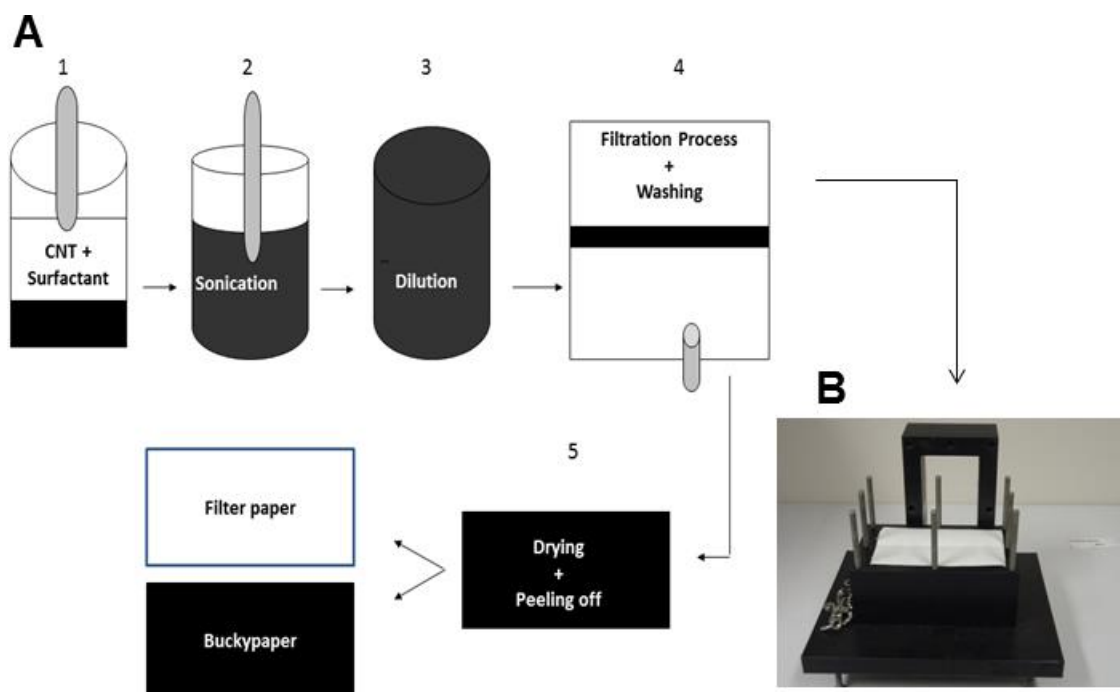 A
1
2
3
4
CNT +
Surfactant
Sonication
Dilution
Filtration Process
+
Washing
B
5
Filter paper
Drying
+
Peeling off
Buckypaper